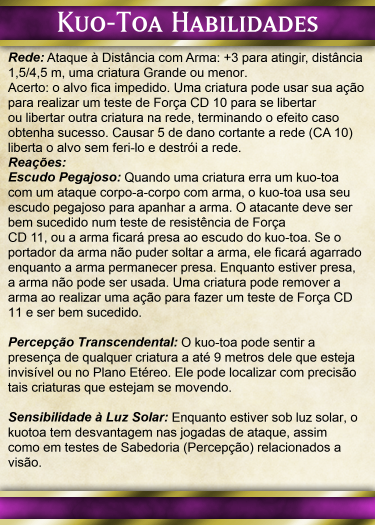 Kuo-Toa Habilidades
Rede: Ataque à Distância com Arma: +3 para atingir, distância
1,5/4,5 m, uma criatura Grande ou menor.
Acerto: o alvo fica impedido. Uma criatura pode usar sua ação
para realizar um teste de Força CD 10 para se libertar
ou libertar outra criatura na rede, terminando o efeito caso
obtenha sucesso. Causar 5 de dano cortante a rede (CA 10)
liberta o alvo sem feri-lo e destrói a rede.
Reações:
Escudo Pegajoso: Quando uma criatura erra um kuo-toa
com um ataque corpo-a-corpo com arma, o kuo-toa usa seu
escudo pegajoso para apanhar a arma. O atacante deve ser
bem sucedido num teste de resistência de Força
CD 11, ou a arma ficará presa ao escudo do kuo-toa. Se o
portador da arma não puder soltar a arma, ele ficará agarrado
enquanto a arma permanecer presa. Enquanto estiver presa,
a arma não pode ser usada. Uma criatura pode remover a
arma ao realizar uma ação para fazer um teste de Força CD
11 e ser bem sucedido.
Percepção Transcendental: O kuo-toa pode sentir a
presença de qualquer criatura a até 9 metros dele que esteja
invisível ou no Plano Etéreo. Ele pode localizar com precisão
tais criaturas que estejam se movendo.
Sensibilidade à Luz Solar: Enquanto estiver sob luz solar, o
kuotoa tem desvantagem nas jogadas de ataque, assim
como em testes de Sabedoria (Percepção) relacionados a
visão.